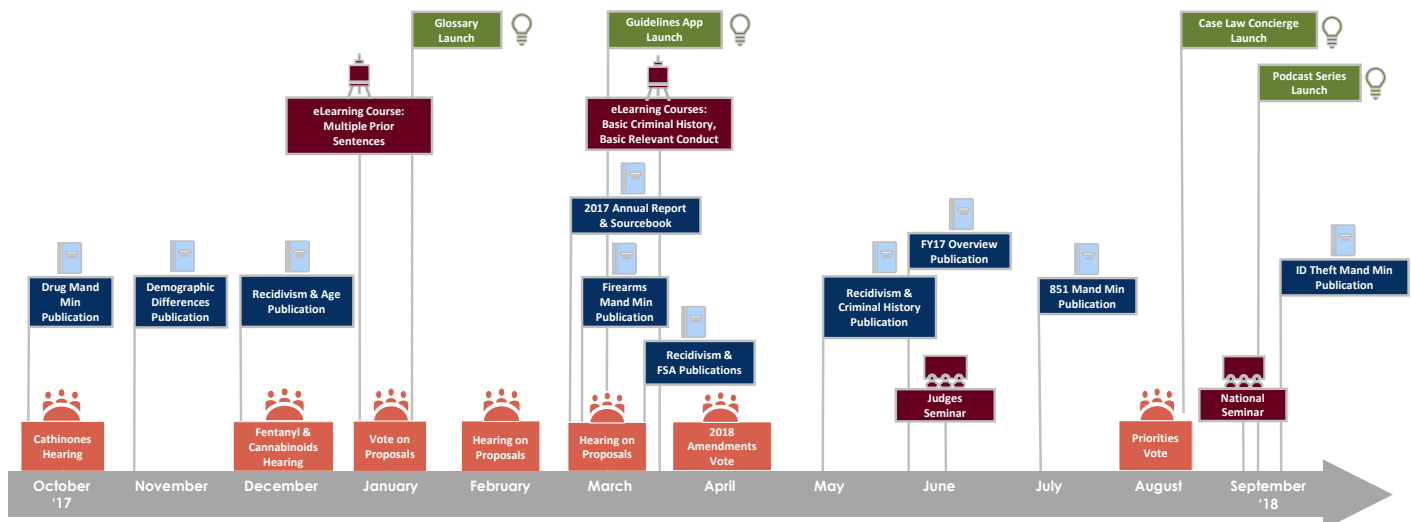 Glossary
Launch
Guidelines App
Launch
Case Law Concierge
Launch
Podcast Series
Launch
eLearning Course:
Multiple Prior
Sentences
eLearning Courses:
Basic Criminal History,
Basic Relevant Conduct
2017 Annual Report
& Sourcebook
FY17 Overview
Publication
Drug Mand
Min
Publication
Demographic
Differences
Publication
Recidivism & Age
Publication
Firearms
Mand Min
Publication
Recidivism &
Criminal History
Publication
851 Mand Min
Publication
ID Theft Mand Min
Publication
Recidivism &
FSA Publications
Judges
Seminar
National
Seminar
Cathinones
Hearing
Fentanyl &
Cannabinoids
Hearing
Vote on
Proposals
Hearing on
Proposals
Hearing on
Proposals
2018
Amendments
Vote
Priorities
Vote
October
'17
November
December
January
February
March
April
May
June
July
August
September
'18